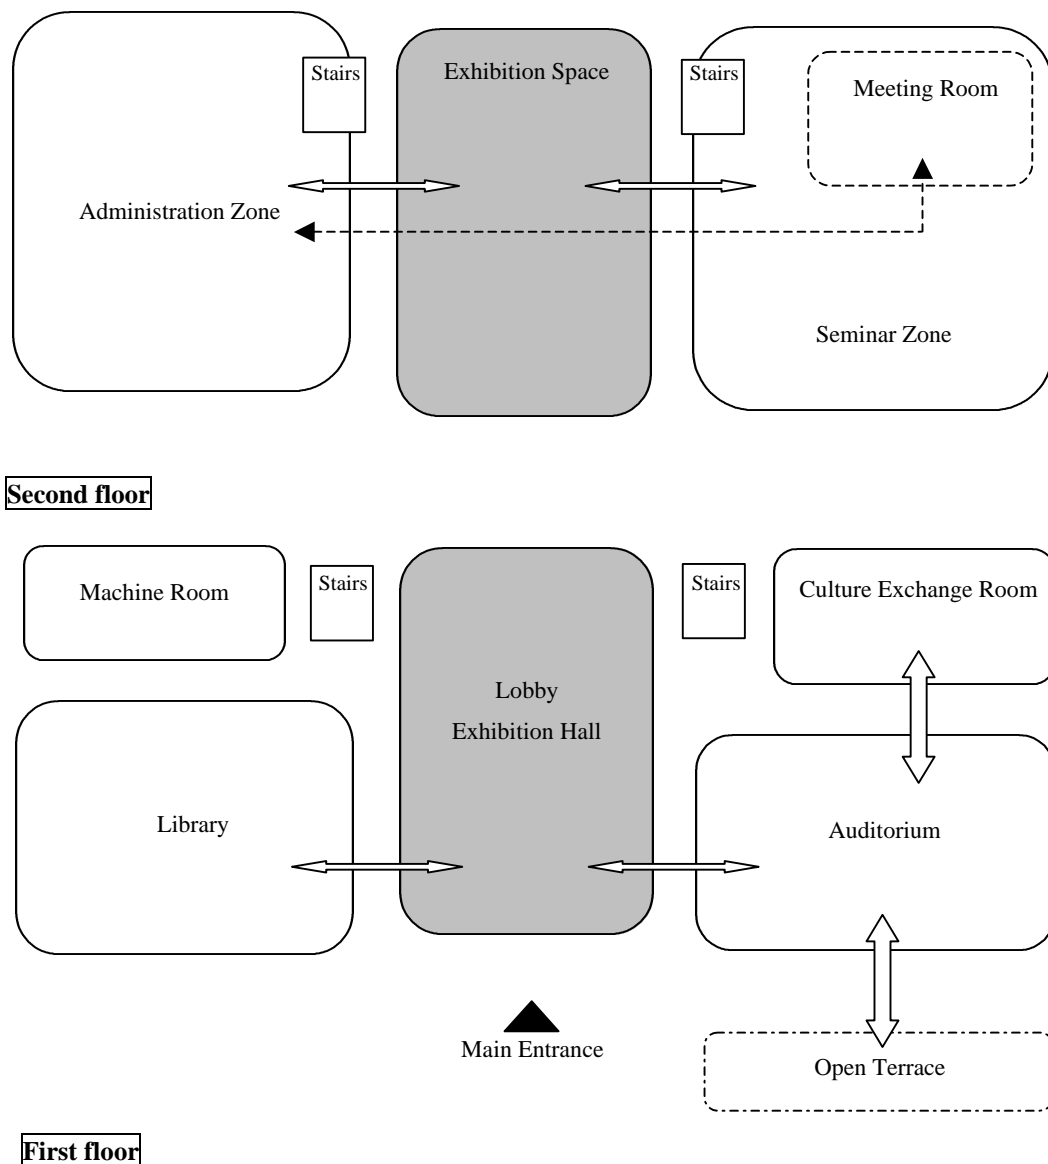 Stairs
Exhibition Space
Stairs
Meeting Room
Administration Zone
Seminar Zone
Second floor
Machine Room
Stairs
Stairs
Culture Exchange Room
Lobby
Exhibition Hall
Library
Auditorium
Main Entrance
Open Terrace
First floor